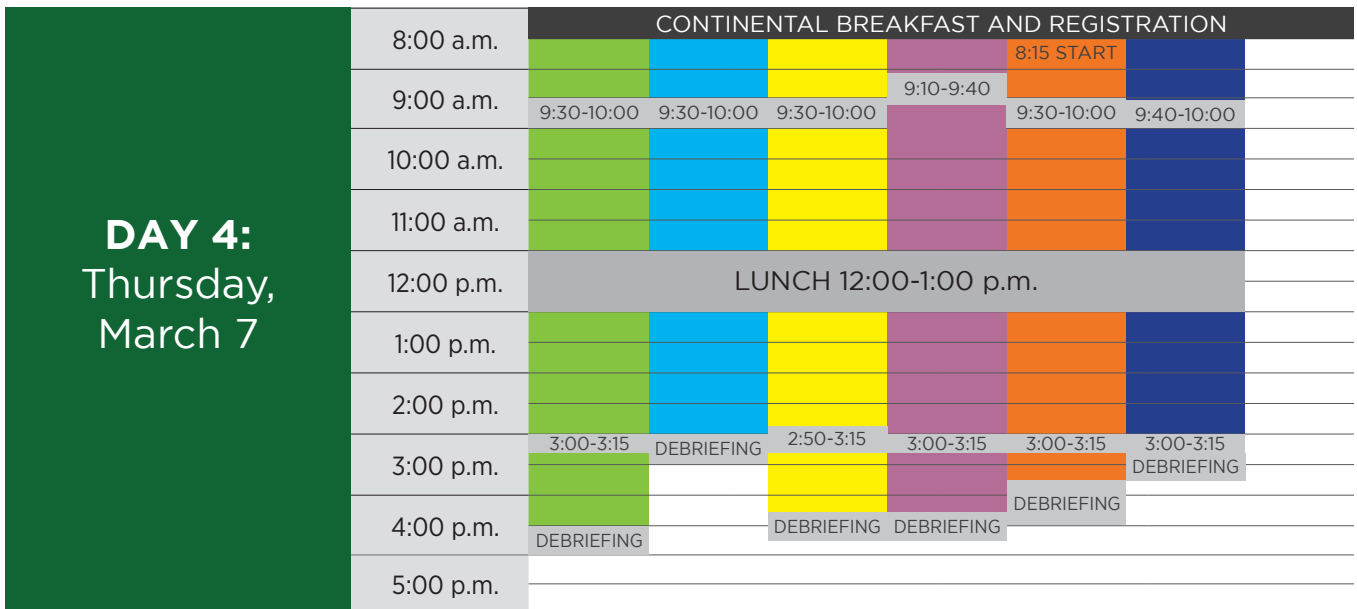 DAY 4:
Thursday,
March 7
CONTINENTAL BREAKFAST AND REGISTRATION
8:00 a.m.
8:15 START
9:00 a.m.
9:30-10:00 9:30-10:00 9:30-10:00 9:10-9:40 9:30-10:00 9:40-10:00
10:00 a.m.
11:00 a.m.
12:00 p.m.
LUNCH 12:00-1:00 p.m.
1:00 p.m.
2:00 p.m.
3:00-3:15 DEBRIEFING 2:50-3:15 3:00-3:15 3:00-3:15 3:00-3:15
3:00 p.m.
DEBRIEFING
DEBRIEFING
4:00 p.m.
DEBRIEFING DEBRIEFING DEBRIEFING
5:00 p.m.